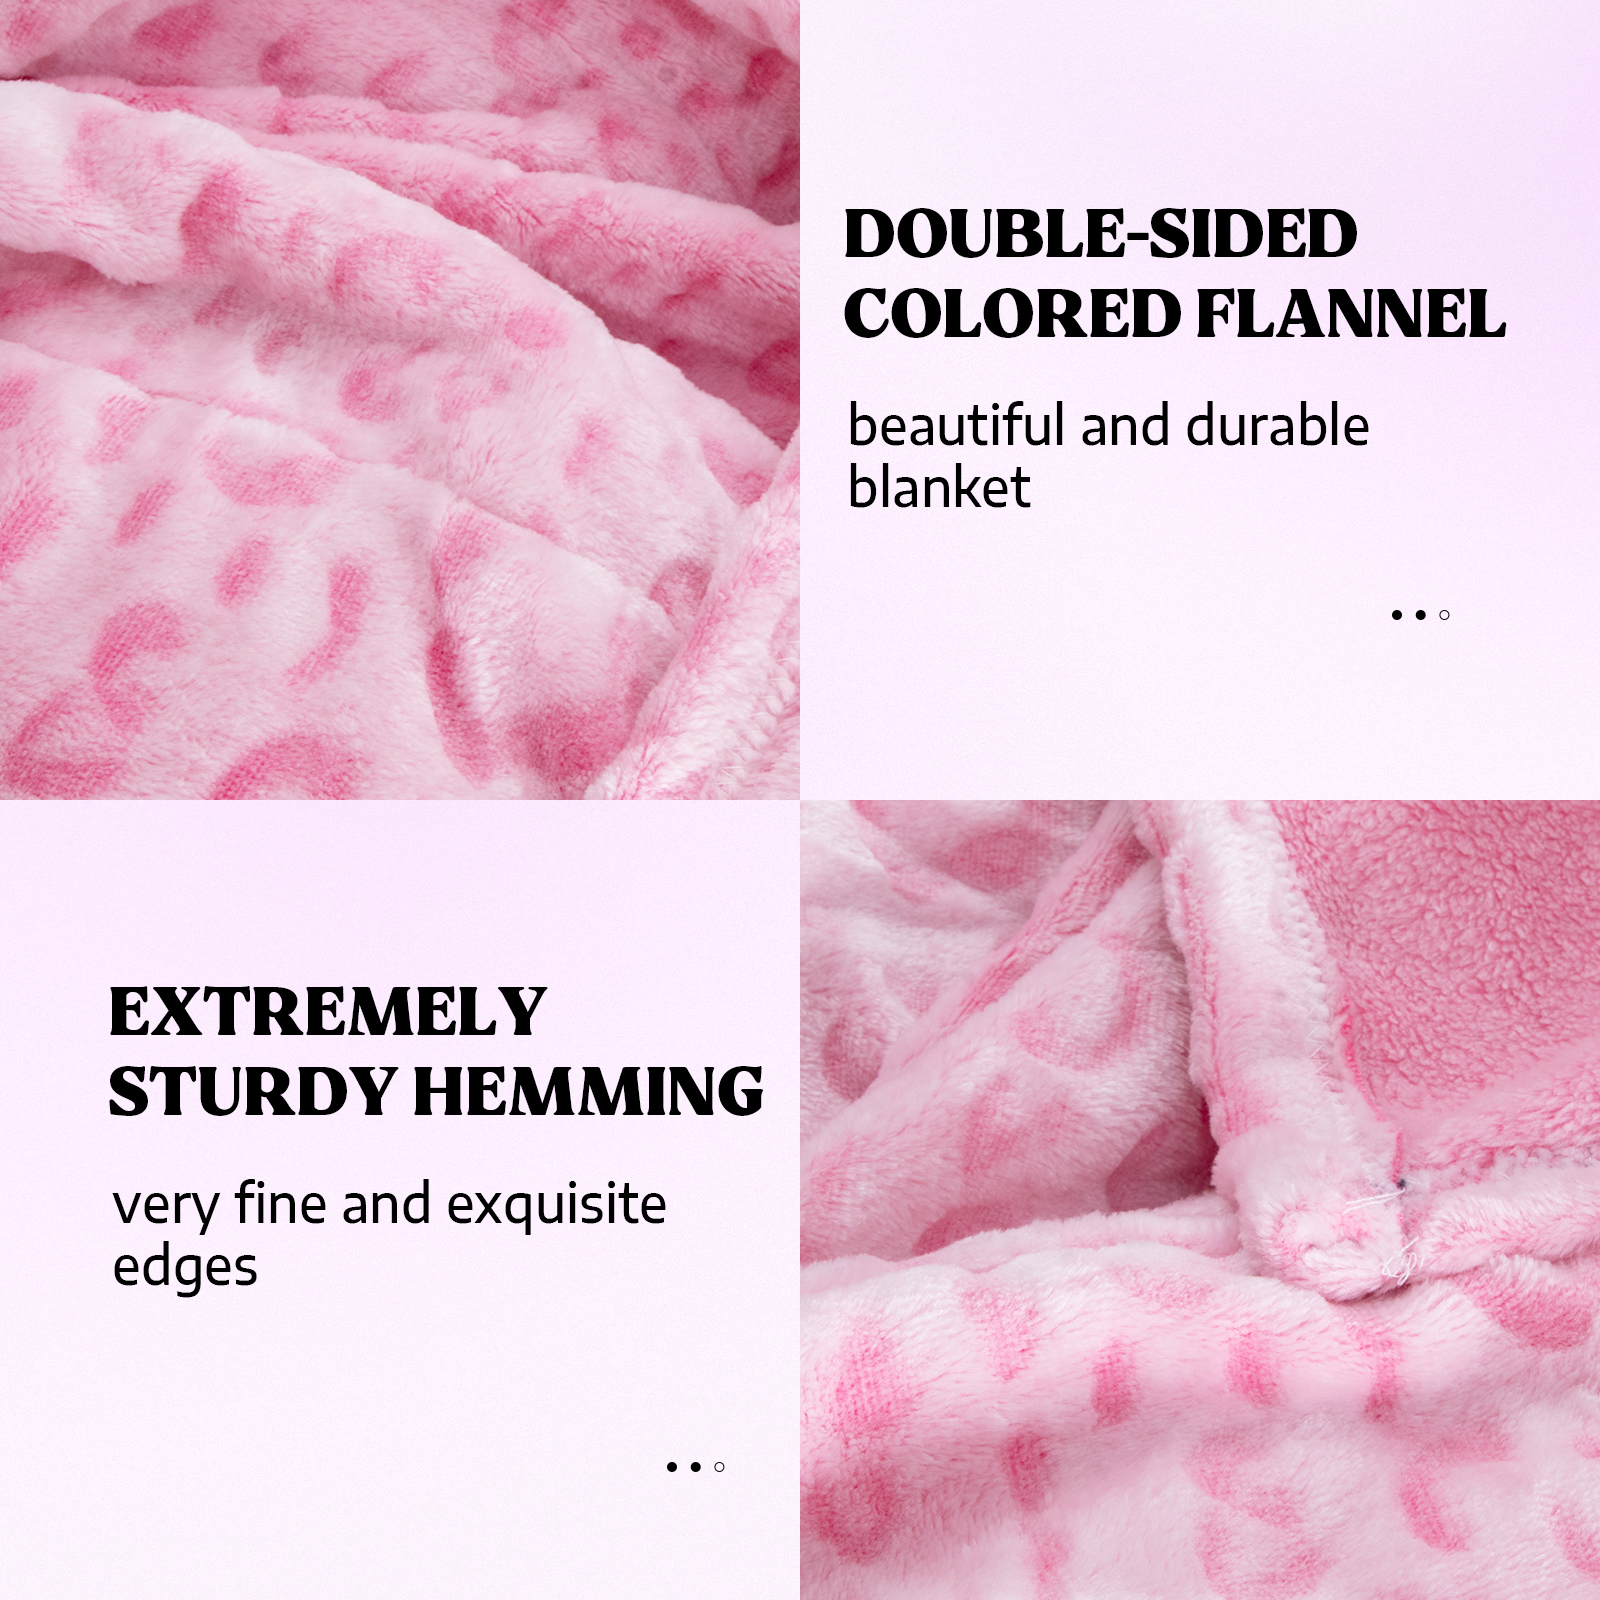 DOUBLE-SIDED
COLORED FLANNEL
beautiful and durable
blanket
EXTREMELY
STURDY HEMMING
very fine and exquisite
edges